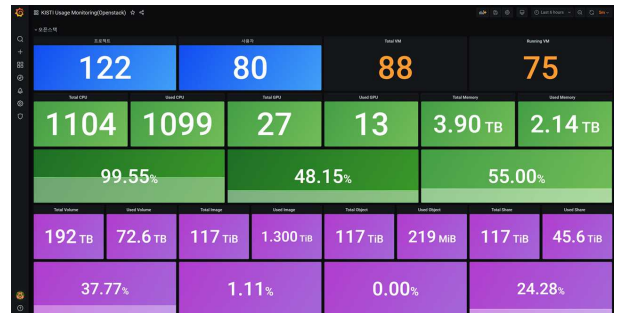 KISTI Usage Monitoring(Openstack)
Last 6 hours
5m
오픈스택
프로젝트
사용자
Total VM
Running VM
122
80
88
75
Total CPU
Used CPU
Total GPU
Used GPU
Total Memory
Used Memory
1104
1099
27
13
3.90 TB
2.14 TB
99.55%
48.15%
55.00%
Total Volume
Used Volume
Total Image
Used Image
Total Object
Used Object
Total Share
Used Share
192 TB
72.6 TB
117 TiB
1.300 TiB
117 TiB
219 MiB
117 TiB
45.6 TiB
37.77%
1.11%
0.00%
24.28%